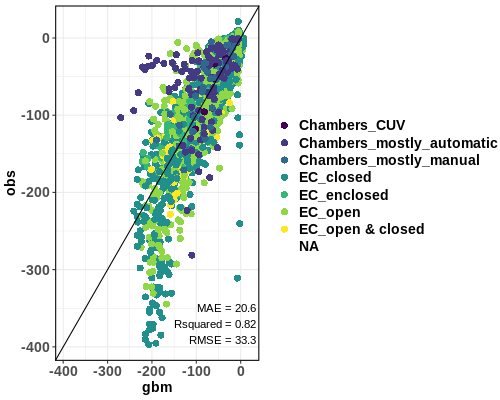 0
-100
-200
-300
-400
obs
MAE = 20.6
Rsquared = 0.82
RMSE = 33.3
-400 -300 -200 -100 0
gbm
Chambers_CUV
Chambers_mostly_automatic
Chambers_mostly_manual
EC_closed
EC_enclosed
EC_open
EC_open & closed
NA